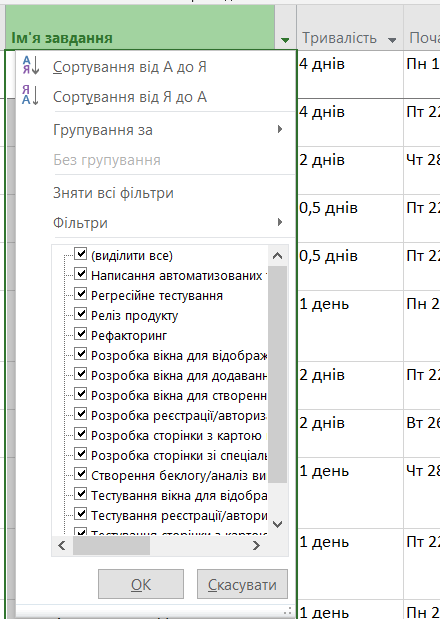 Ім'я завдання Тривалість Поча
Сортування від А до Я 4 днів Пн 1
Сортування від Я до А 4 днів Пт 22
Групування за
Без групування 2 днів Чт 28
Зняти всі фільтри 0,5 днів Пт 22
Фільтри
(виділити все) 0,5 днів Пт 22
Написання автоматизованих
Регресійне тестування 1 день Пн 2
Реліз продукту
Рефакторинг
Розробка вікна для відображ
Розробка вікна для додаванн 2 днів Пт 22
Розробка вікна для створенн
Розробка реєстрації/авториз 2 днів Вт 26
Розробка сторінки з картою
Розробка сторінки зі спеціаль
Створення беклогу/аналіз ви 1 день Чт 28
Тестування вікна для відобра
Тестування реєстрації/автори
Тестування сторінки з картою 1 день Пт 22
ОК Скасувати
1 день Пн 2